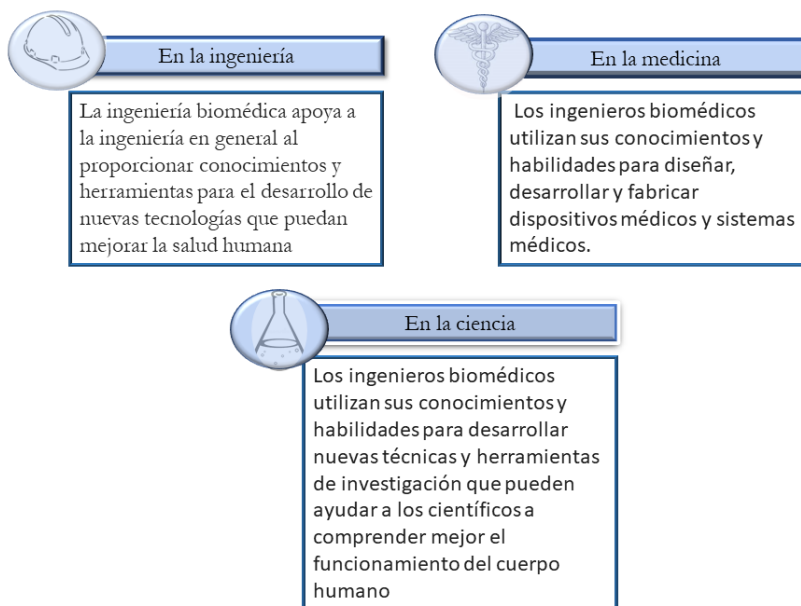 En la ingeniería
La ingeniería biomédica apoya a
la ingeniería en general al
proporcionar conocimientos y
herramientas para el desarrollo de
nuevas tecnologías que puedan
mejorar la salud humana
En la medicina
Los ingenieros biomédicos
utilizan sus conocimientos y
habilidades para diseñar,
desarrollar y fabricar
dispositivos médicos y sistemas
médicos.
En la ciencia
Los ingenieros biomédicos
utilizan sus conocimientos y
habilidades para desarrollar
nuevas técnicas y herramientas
de investigación que pueden
ayudar a los científicos a
comprender mejor el
funcionamiento del cuerpo
humano